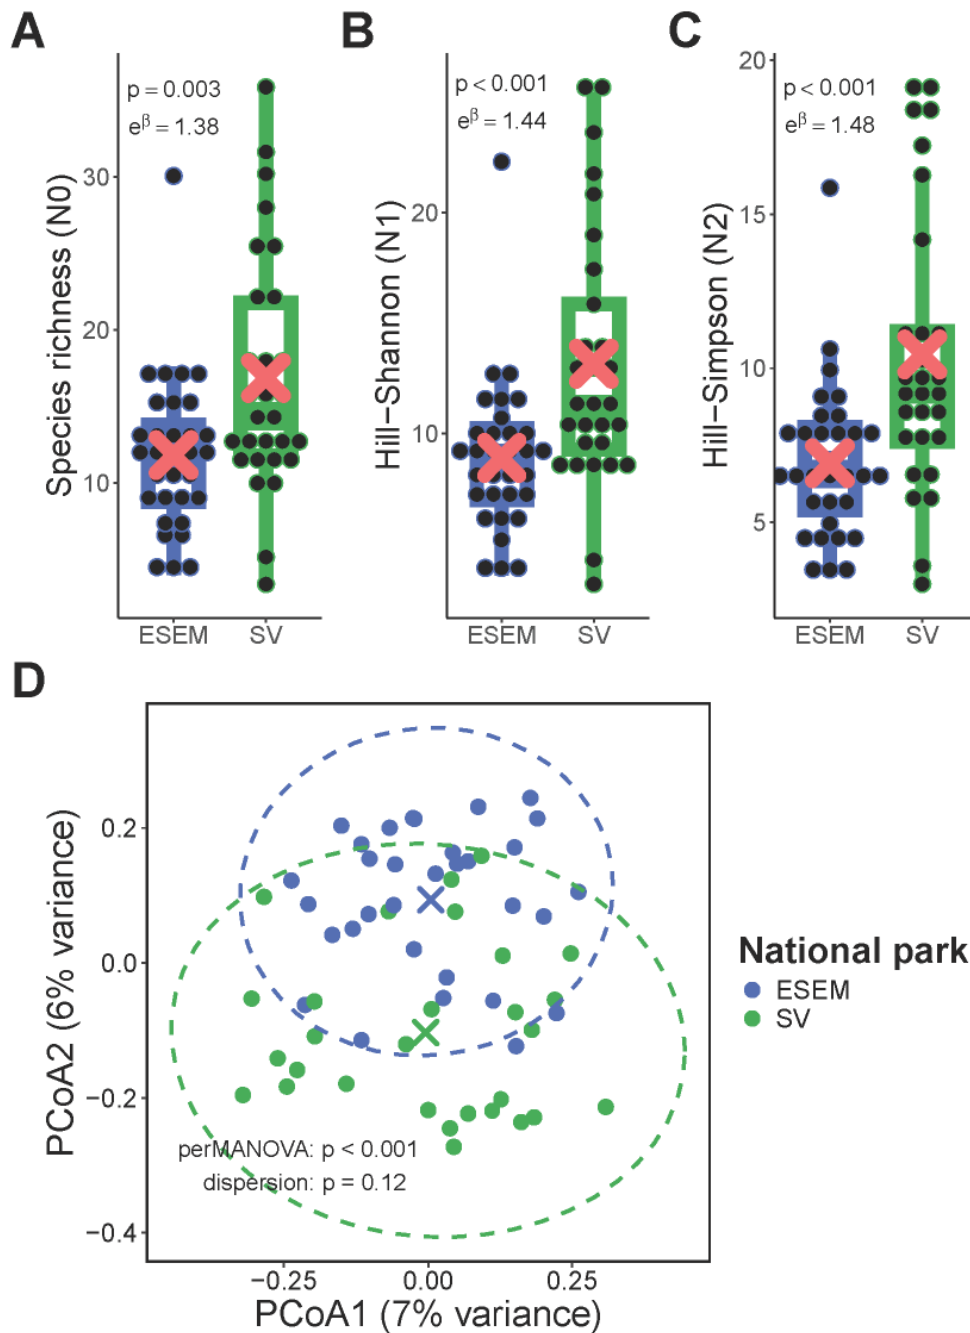 A
B
C
p = 0.003
e^β = 1.38
Species richness (N0)
30
20
10
ESEM
SV
p < 0.001
e^β = 1.44
Hill−Shannon (N1)
20
10
ESEM
SV
p < 0.001
e^β = 1.48
Hill−Simpson (N2)
20
15
10
5
ESEM
SV
D
PCoA2 (6% variance)
0.2
0.0
−0.2
−0.4
perMANOVA: p < 0.001
dispersion: p = 0.12
−0.25
0.00
0.25
PCoA1 (7% variance)
National park
ESEM
SV